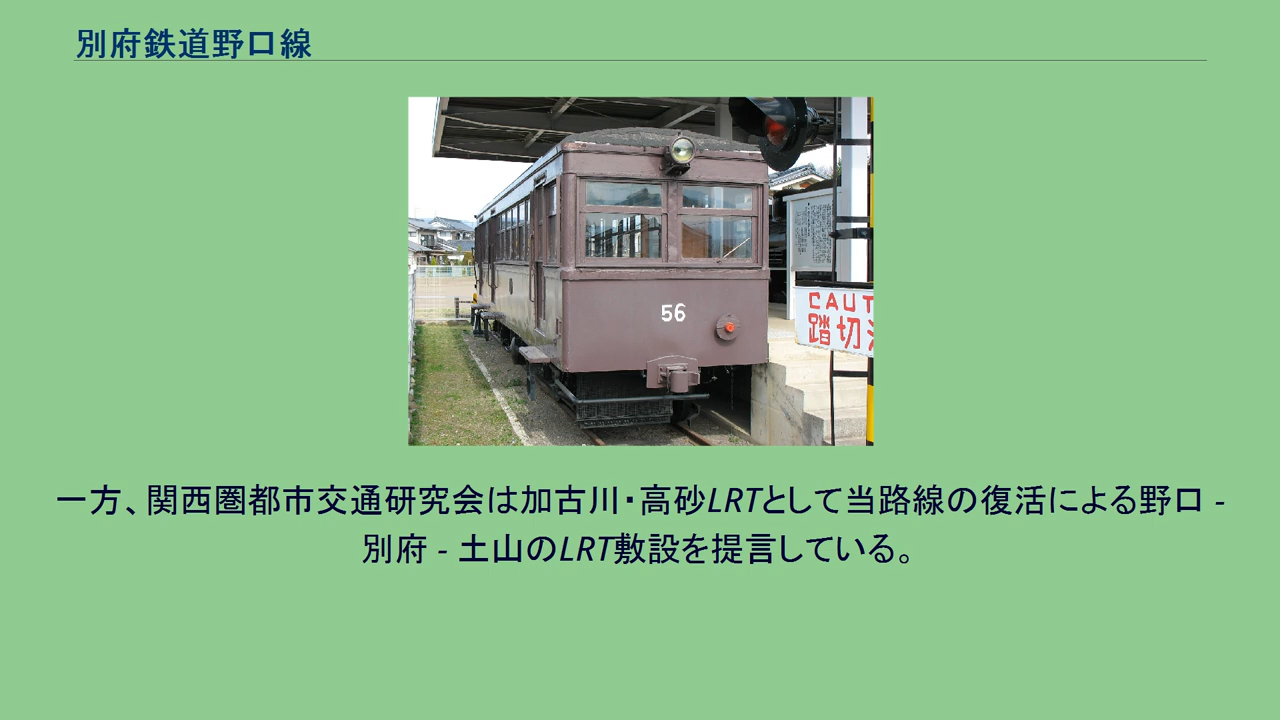 別府鉄道野口線
56
CAUT
踏切
一方、関西圏都市交通研究会は加古川・高砂LRTとして当路線の復活による野口 -
別府 - 土山のLRT敷設を提言している。